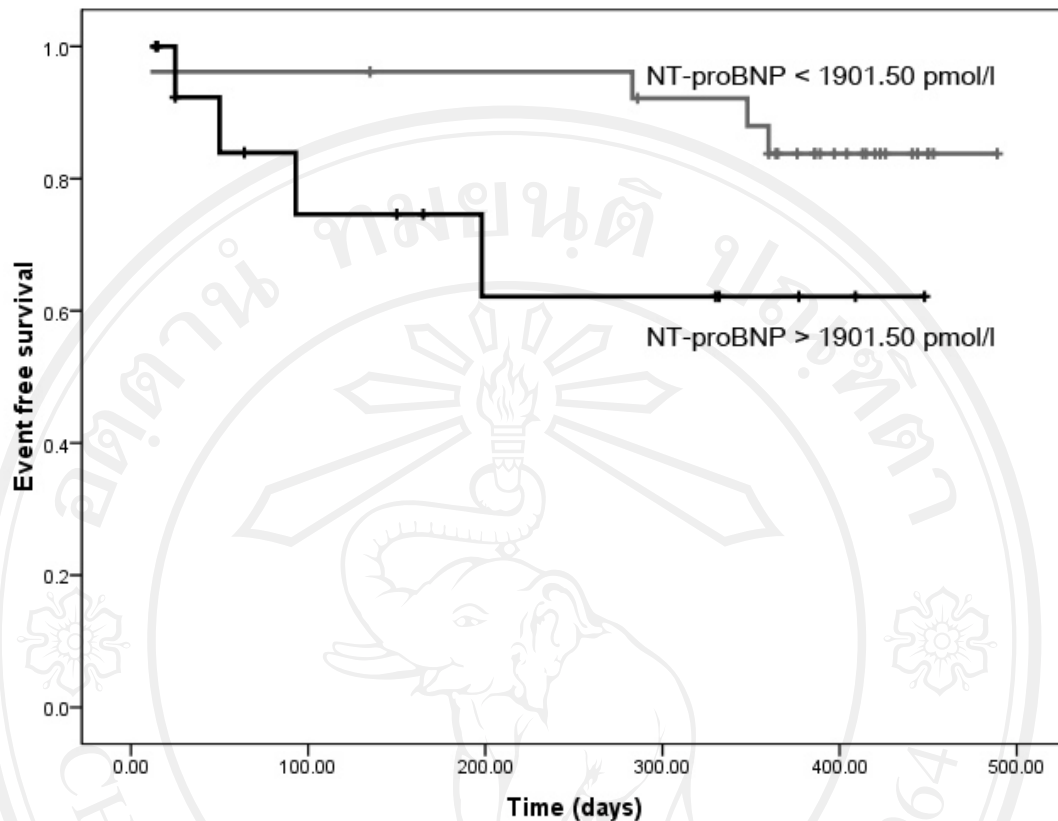 1.0
NT-proBNP < 1901.50 pmol/l
0.8
0.6
NT-proBNP > 1901.50 pmol/l
0.4
0.2
0.0
Event free survival
0.00 100.00 200.00 300.00 400.00 500.00
Time (days)